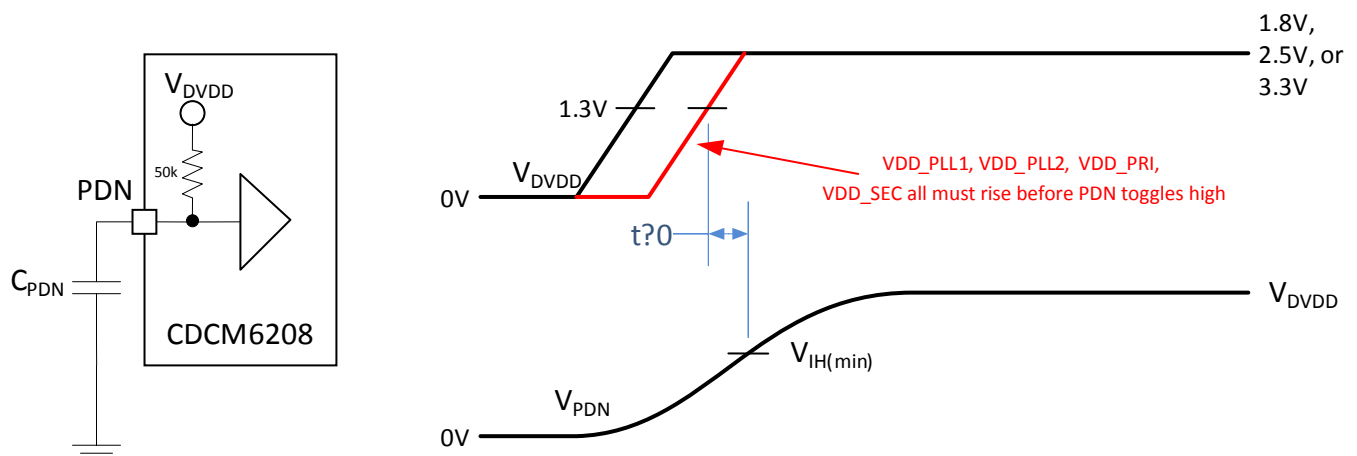 V_DVDD
50k
PDN
C_PDN
CDCM6208
1.8V,
2.5V, or
3.3V
1.3V
V_DVDD
0V
VDD_PLL1, VDD_PLL2, VDD_PRI,
VDD_SEC all must rise before PDN toggles high
t?0
V_DVDD
V_IH(min)
V_PDN
0V